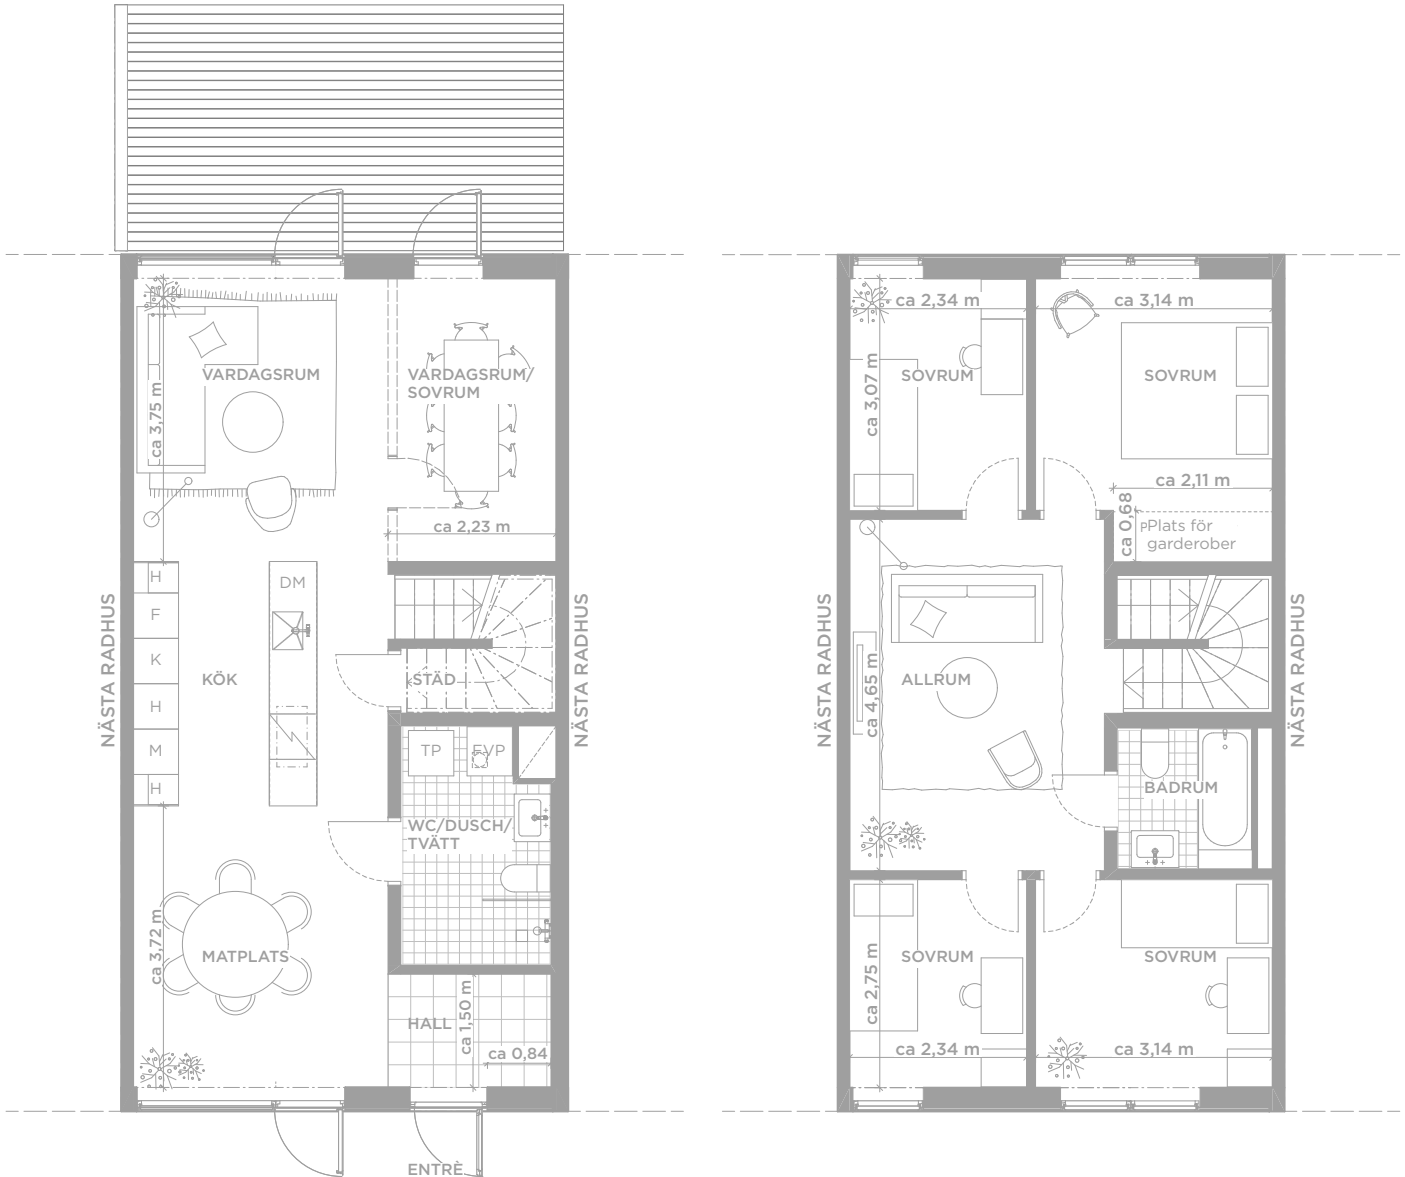 VARDAGSRUM
ca 3,75 m
VARDAGSRUM/
SOVRUM
ca 2,23 m
H
F
K
H
M
H
KÖK
DM
STÄD
NÄSTA RADHUS
NÄSTA RADHUS
TP
EVP
WC/DUSCH/
TVÄTT
MATPLATS
ca 3,72 m
HALL
ca 1,50 m
ca 0,84
ENTRÈ
ca 2,34 m
ca 3,14 m
SOVRUM
ca 3,07 m
SOVRUM
ca 2,11 m
ca 0,68
PPlats för
garderober
NÄSTA RADHUS
ALLRUM
ca 4,65 m
NÄSTA RADHUS
BADRUM
SOVRUM
ca 2,75 m
SOVRUM
ca 2,34 m
ca 3,14 m